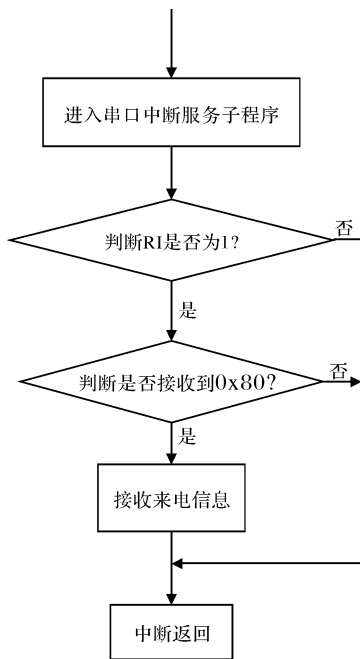 进入串口中断服务子程序
判断RI是否为1?
否
是
判断是否接收到0x80?
否
是
接收来电信息
中断返回